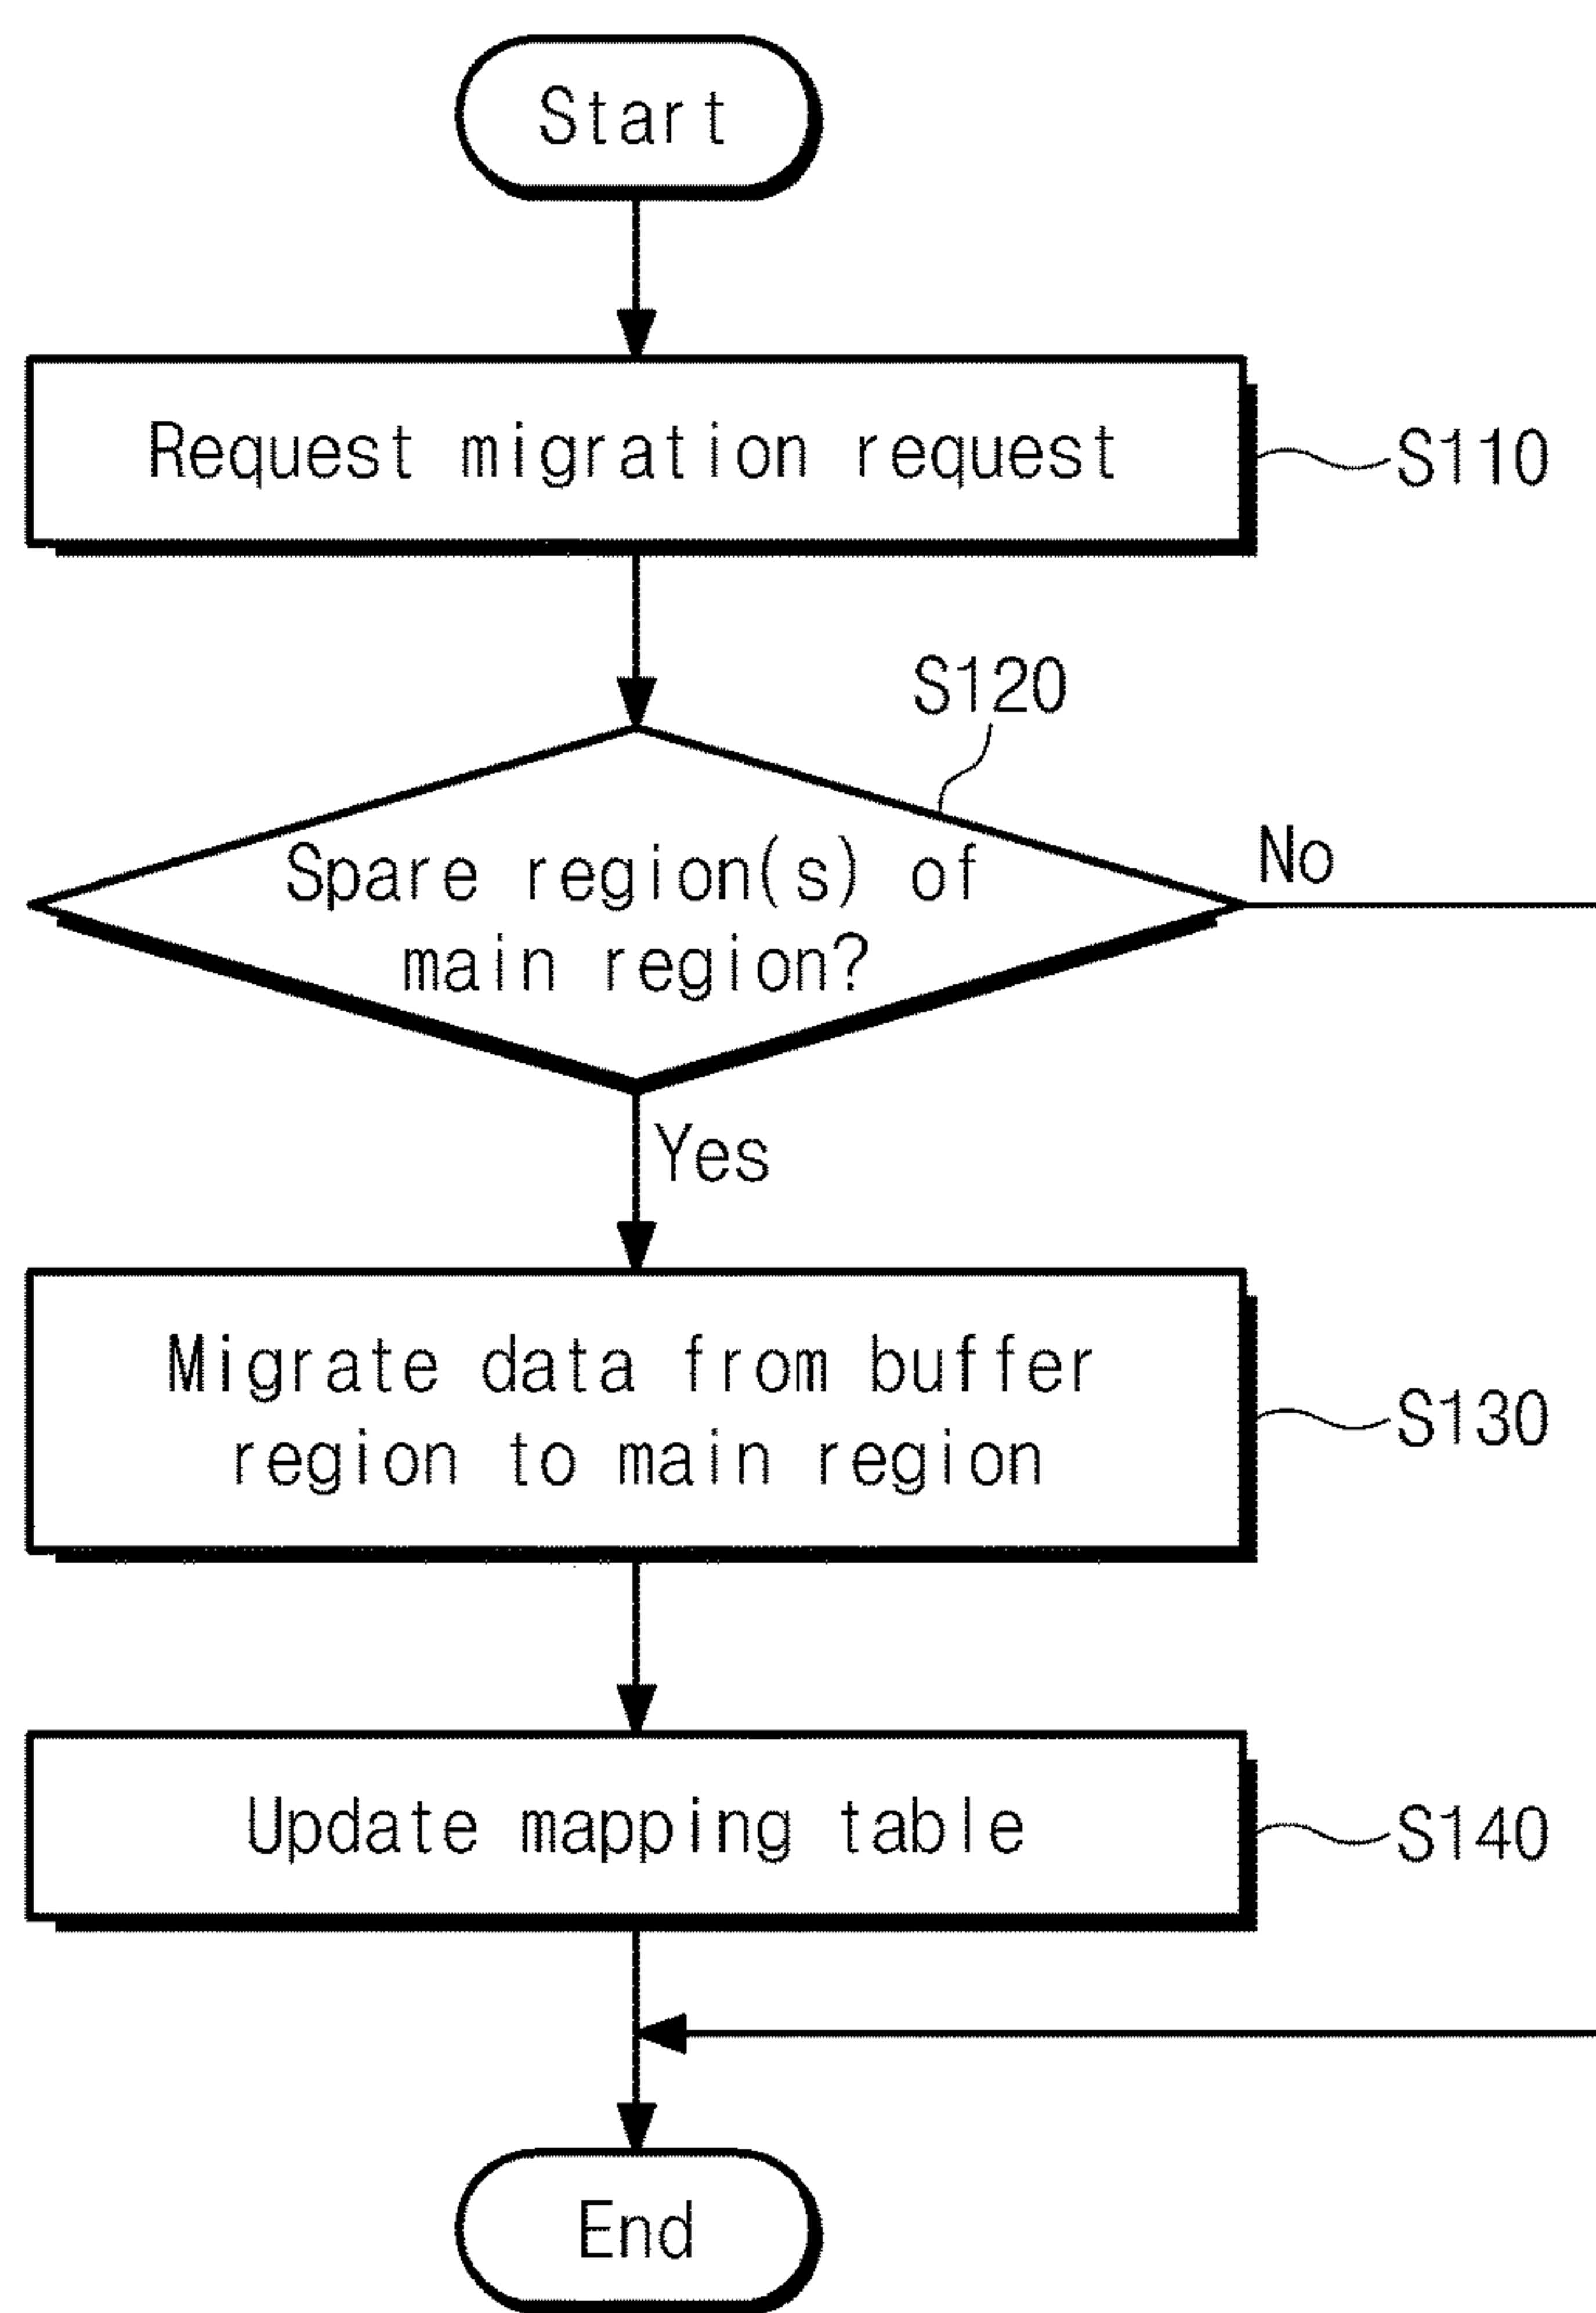 Start
Request migration request
S110
S120
Spare region(s) of
main region?
No
Yes
Migrate data from buffer
region to main region
S130
Update mapping table
S140
End